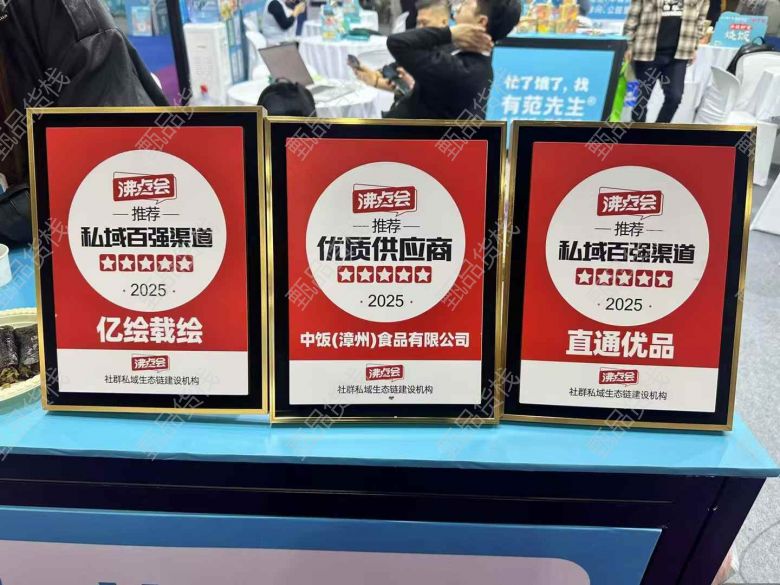 忙了饿了，找
有范先生®
沸点会
推荐
私域百强渠道
·2025·
亿绘载绘
沸点会
社群私域生态链建设机构
沸点会
推荐
优质供应商
·2025·
中饭(漳州)食品有限公司
沸点会
社群私域生态链建设机构
沸点会
推荐
私域百强渠道
·2025·
直通优品
沸点会
社群私域生态链建设机构
甄品货栈